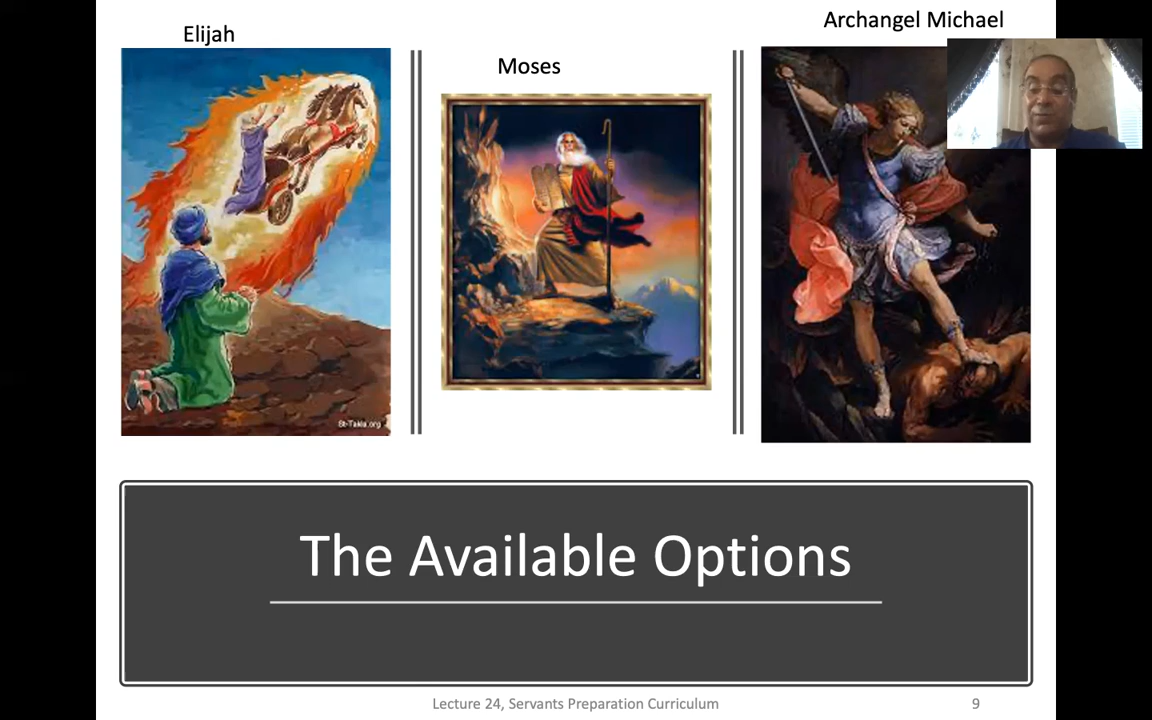 Elijah
Moses
Archangel Michael
St-Takla.org
The Available Options
Lecture 24, Servants Preparation Curriculum
9